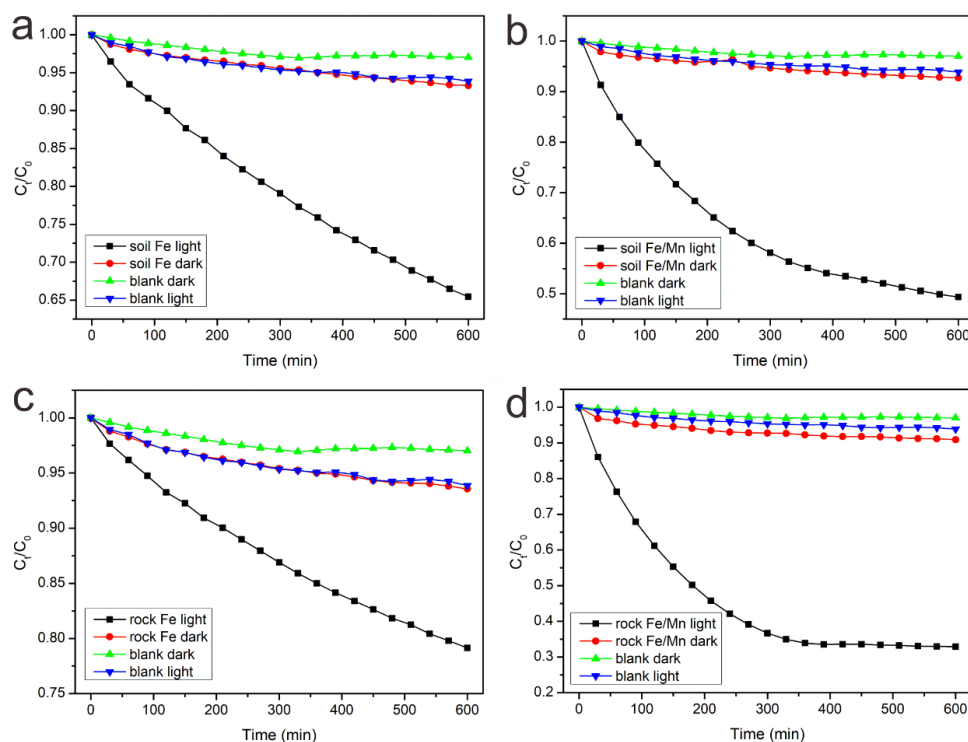 a
1.00
0.95
0.90
0.85
0.80
0.75
0.70
0.65
Ct/C0
soil Fe light
soil Fe dark
blank dark
blank light
0 100 200 300 400 500 600
Time (min)
b
1.0
0.9
0.8
0.7
0.6
0.5
Ct/C0
soil Fe/Mn light
soil Fe/Mn dark
blank dark
blank light
0 100 200 300 400 500 600
Time (min)
c
1.00
0.95
0.90
0.85
0.80
0.75
Ct/C0
rock Fe light
rock Fe dark
blank dark
blank light
0 100 200 300 400 500 600
Time (min)
d
1.0
0.9
0.8
0.7
0.6
0.5
0.4
0.3
0.2
Ct/C0
rock Fe/Mn light
rock Fe/Mn dark
blank dark
blank light
0 100 200 300 400 500 600
Time (min)